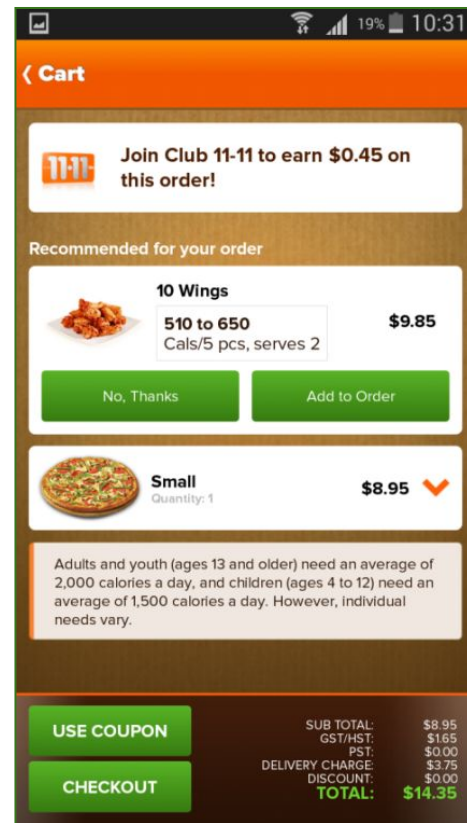 19% 10:31
Cart
11-11
Join Club 11-11 to earn $0.45 on
this order!
Recommended for your order
10 Wings
510 to 650
Cals/5 pcs, serves 2
$9.85
No, Thanks
Add to Order
Small
Quantity: 1
$8.95
Adults and youth (ages 13 and older) need an average of
2,000 calories a day, and children (ages 4 to 12) need an
average of 1,500 calories a day. However, individual
needs vary.
USE COUPON
CHECKOUT
SUB TOTAL: $8.95
GST/HST: $1.65
PST: $0.00
DELIVERY CHARGE: $3.75
DISCOUNT: $0.00
TOTAL: $14.35